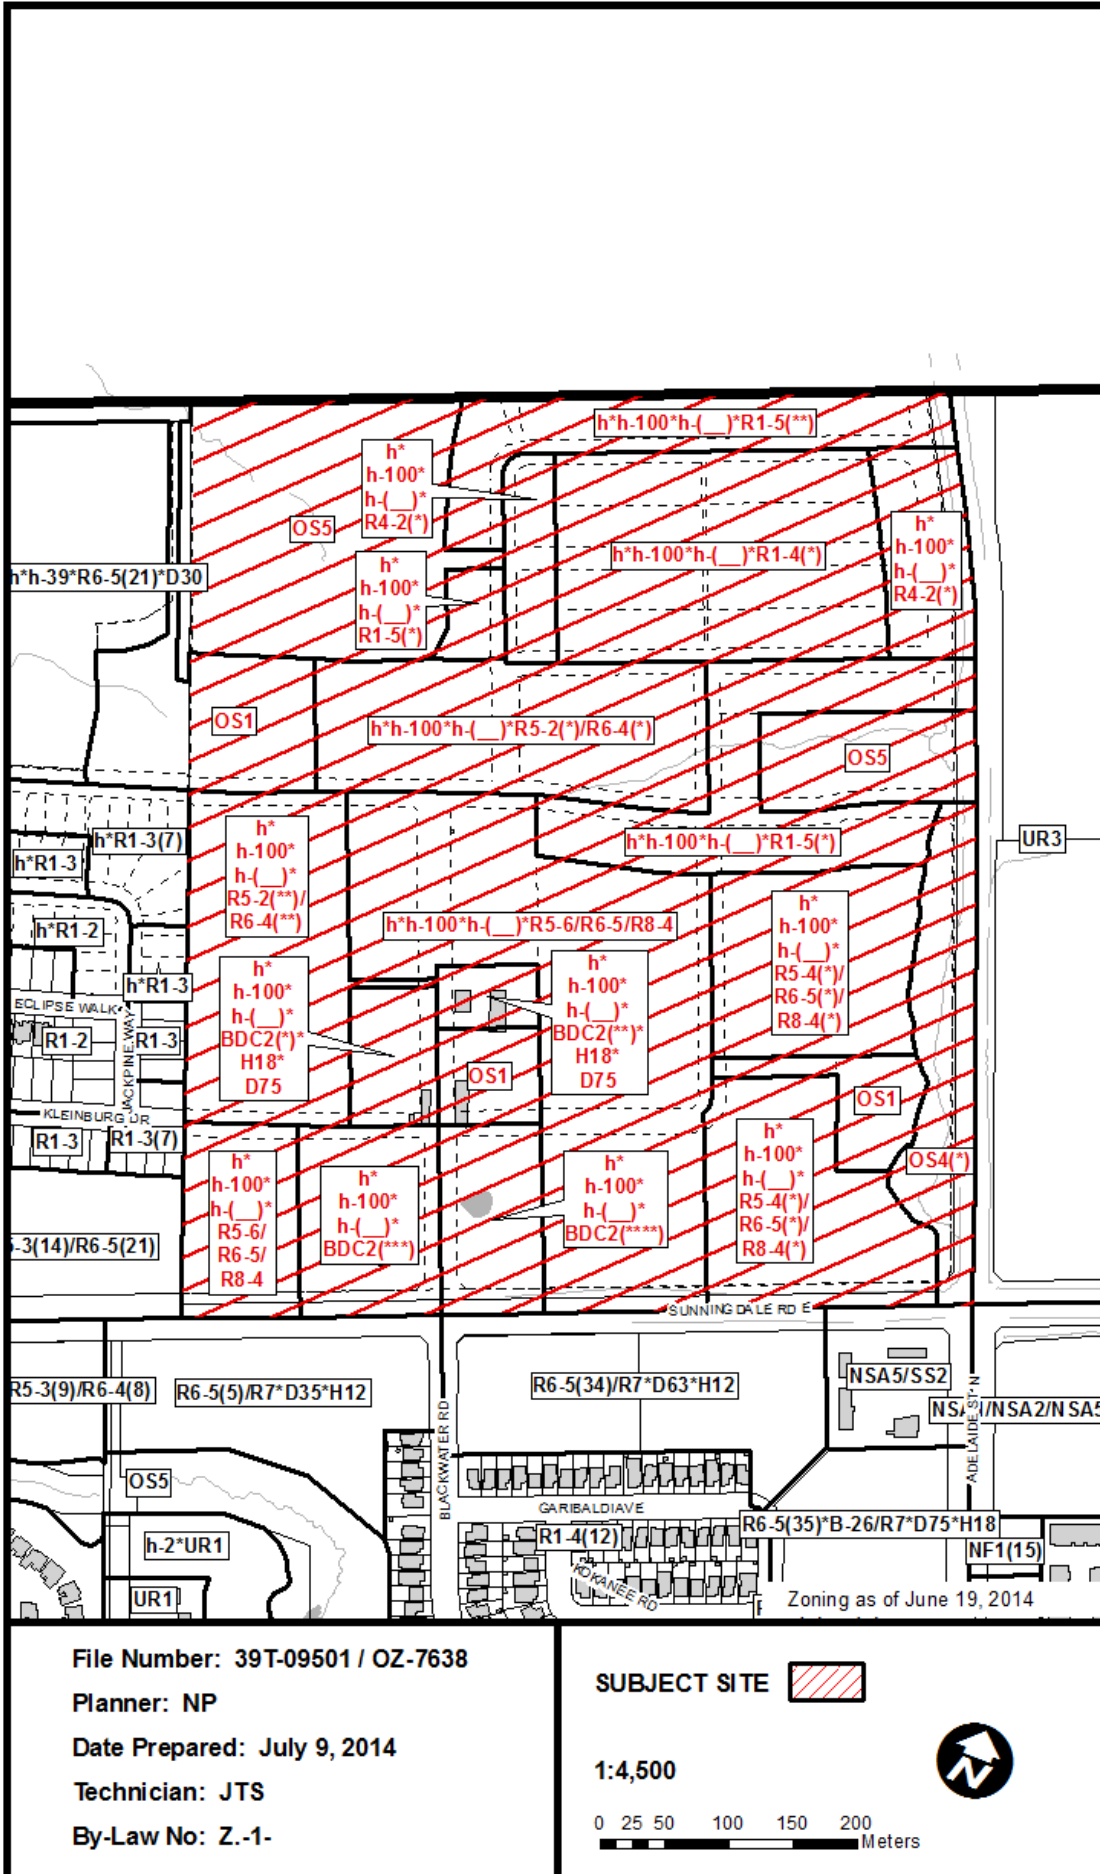 h*h-100*h-(__)*R1-5(**)
h*
h-100*
h-(__)*
R4-2(*)
OS5
h*
h-100*
h-(__)*
R4-2(*)
h*h-100*h-(__)*R1-4(*)
h*
h-100*
h-(__)*
R1-5(*)
h*h-39*R6-5(21)*D30
OS1
h*h-100*h-(__)*R5-2(*)/R6-4(*)
OS5
h*
h-100*
h-(__)*
R5-2(**)/
R6-4(**)
h*R1-3(7)
h*h-100*h-(__)*R1-5(*)
UR3
h*R1-3
h*
h-100*
h-(__)*
R5-4(*)/
R6-5(*)/
R8-4(*)
h*R1-2
h*h-100*h-(__)*R5-6/R6-5/R8-4
h*
h-100*
h-(__)*
BDC2(*)*
H18*
D75
h*
h-100*
h-(__)*
BDC2(**)*
H18*
D75
h*R1-3
ECLIPSE WALK
R1-2
R1-3
JACKPINE WAY
OS1
OS1
KLEINBURG DR
R1-3
R1-3(7)
h*
h-100*
h-(__)*
R5-4(*)/
R6-5(*)/
R8-4(*)
OS4(*)
h*
h-100*
h-(__)*
R5-6/
R6-5/
R8-4
h*
h-100*
h-(__)*
BDC2(***)
h*
h-100*
h-(__)*
BDC2(****)
-3(14)/R6-5(21)
SUNNINGDALE RD E
R5-3(9)/R6-4(8)
R6-5(5)/R7*D35*H12
R6-5(34)/R7*D63*H12
NSA5/SS2
/NSA2/NSA5
BLACKWATER RD
ADELAIDE ST N
OS5
GARIBALDI AVE
R1-4(12)
R6-5(35)*B-26/R7*D75*H18
h-2*UR1
NF1(15)
KOKANEE RD
UR1
Zoning as of June 19, 2014
File Number: 39T-09501 / OZ-7638
Planner: NP
Date Prepared: July 9, 2014
Technician: JTS
By-Law No: Z.-1-
SUBJECT SITE
1:4,500
N
0 25 50 100 150 200
Meters